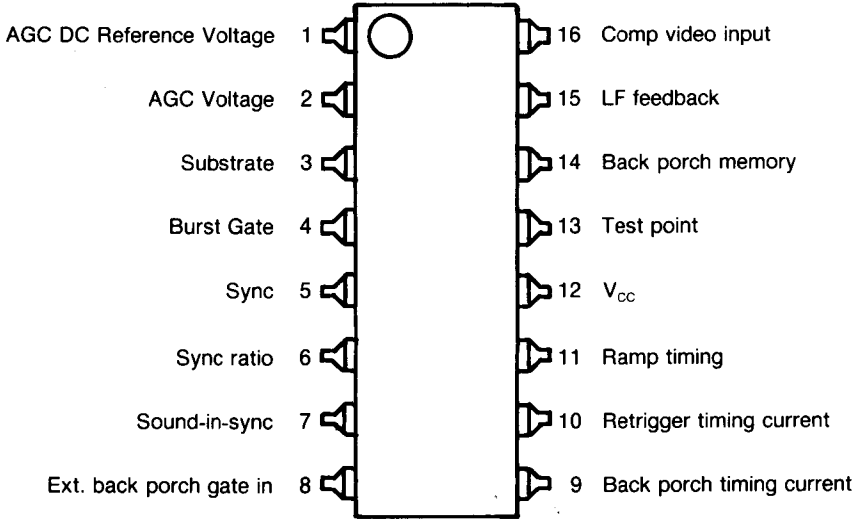 AGC DC Reference Voltage 1 16 Comp video input
AGC Voltage 2 15 LF feedback
Substrate 3 14 Back porch memory
Burst Gate 4 13 Test point
Sync 5 12 V_CC
Sync ratio 6 11 Ramp timing
Sound-in-sync 7 10 Retrigger timing current
Ext. back porch gate in 8 9 Back porch timing current